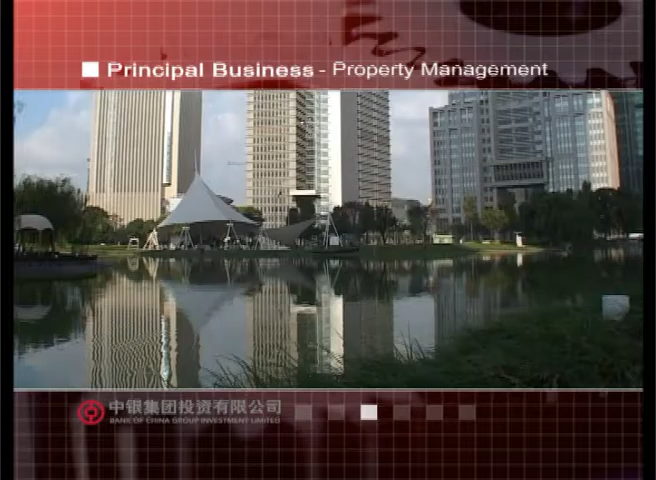 Principal Business - Property Management
中银集团投资有限公司
BANK OF CHINA GROUP INVESTMENT LIMITED